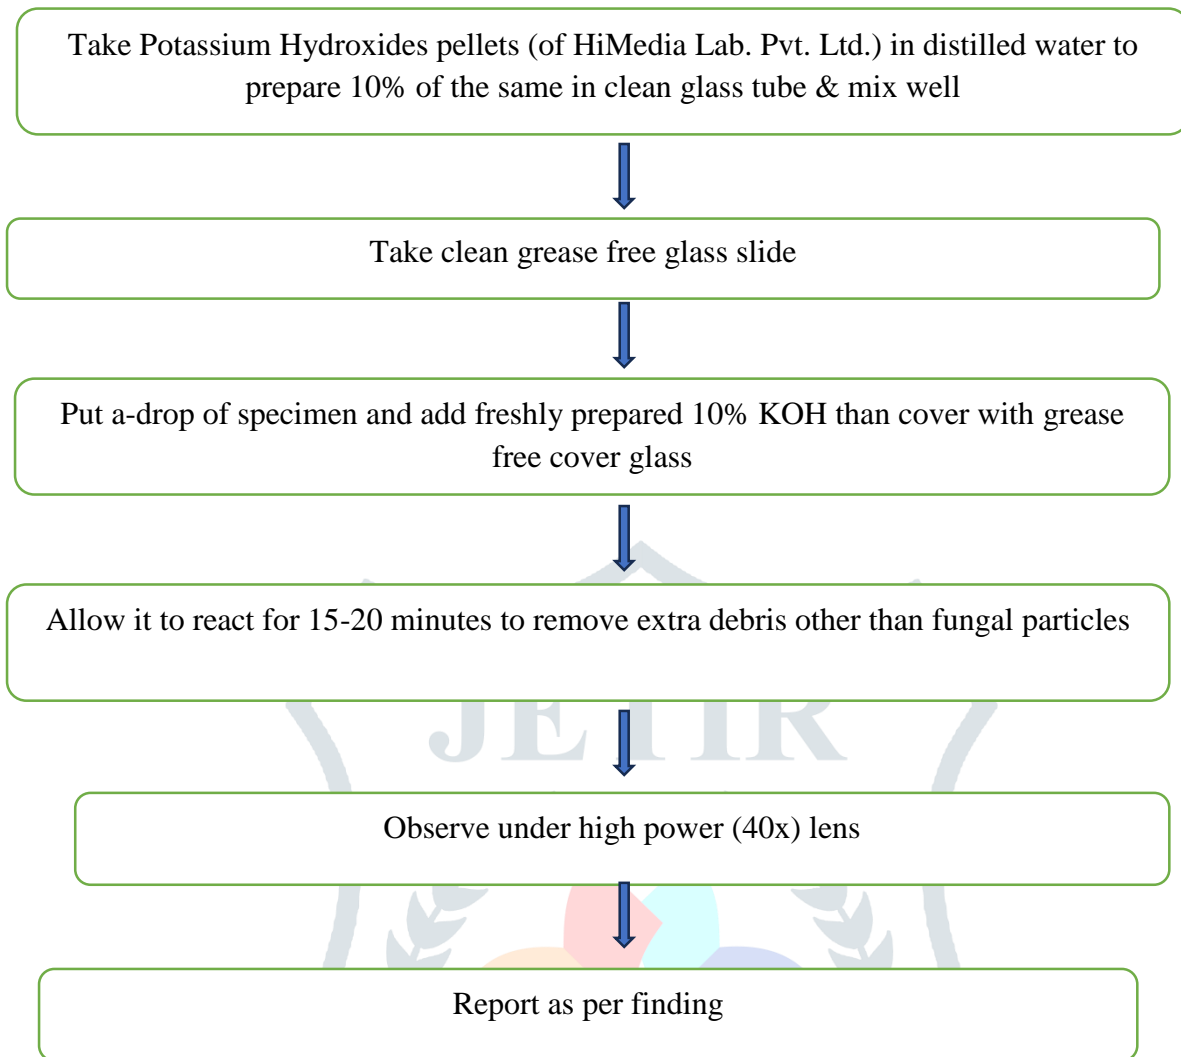 Take Potassium Hydroxides pellets (of HiMedia Lab. Pvt. Ltd.) in distilled water to
prepare 10% of the same in clean glass tube & mix well
Take clean grease free glass slide
Put a-drop of specimen and add freshly prepared 10% KOH than cover with grease
free cover glass
Allow it to react for 15-20 minutes to remove extra debris other than fungal particles
JETIR
Observe under high power (40x) lens
Report as per finding